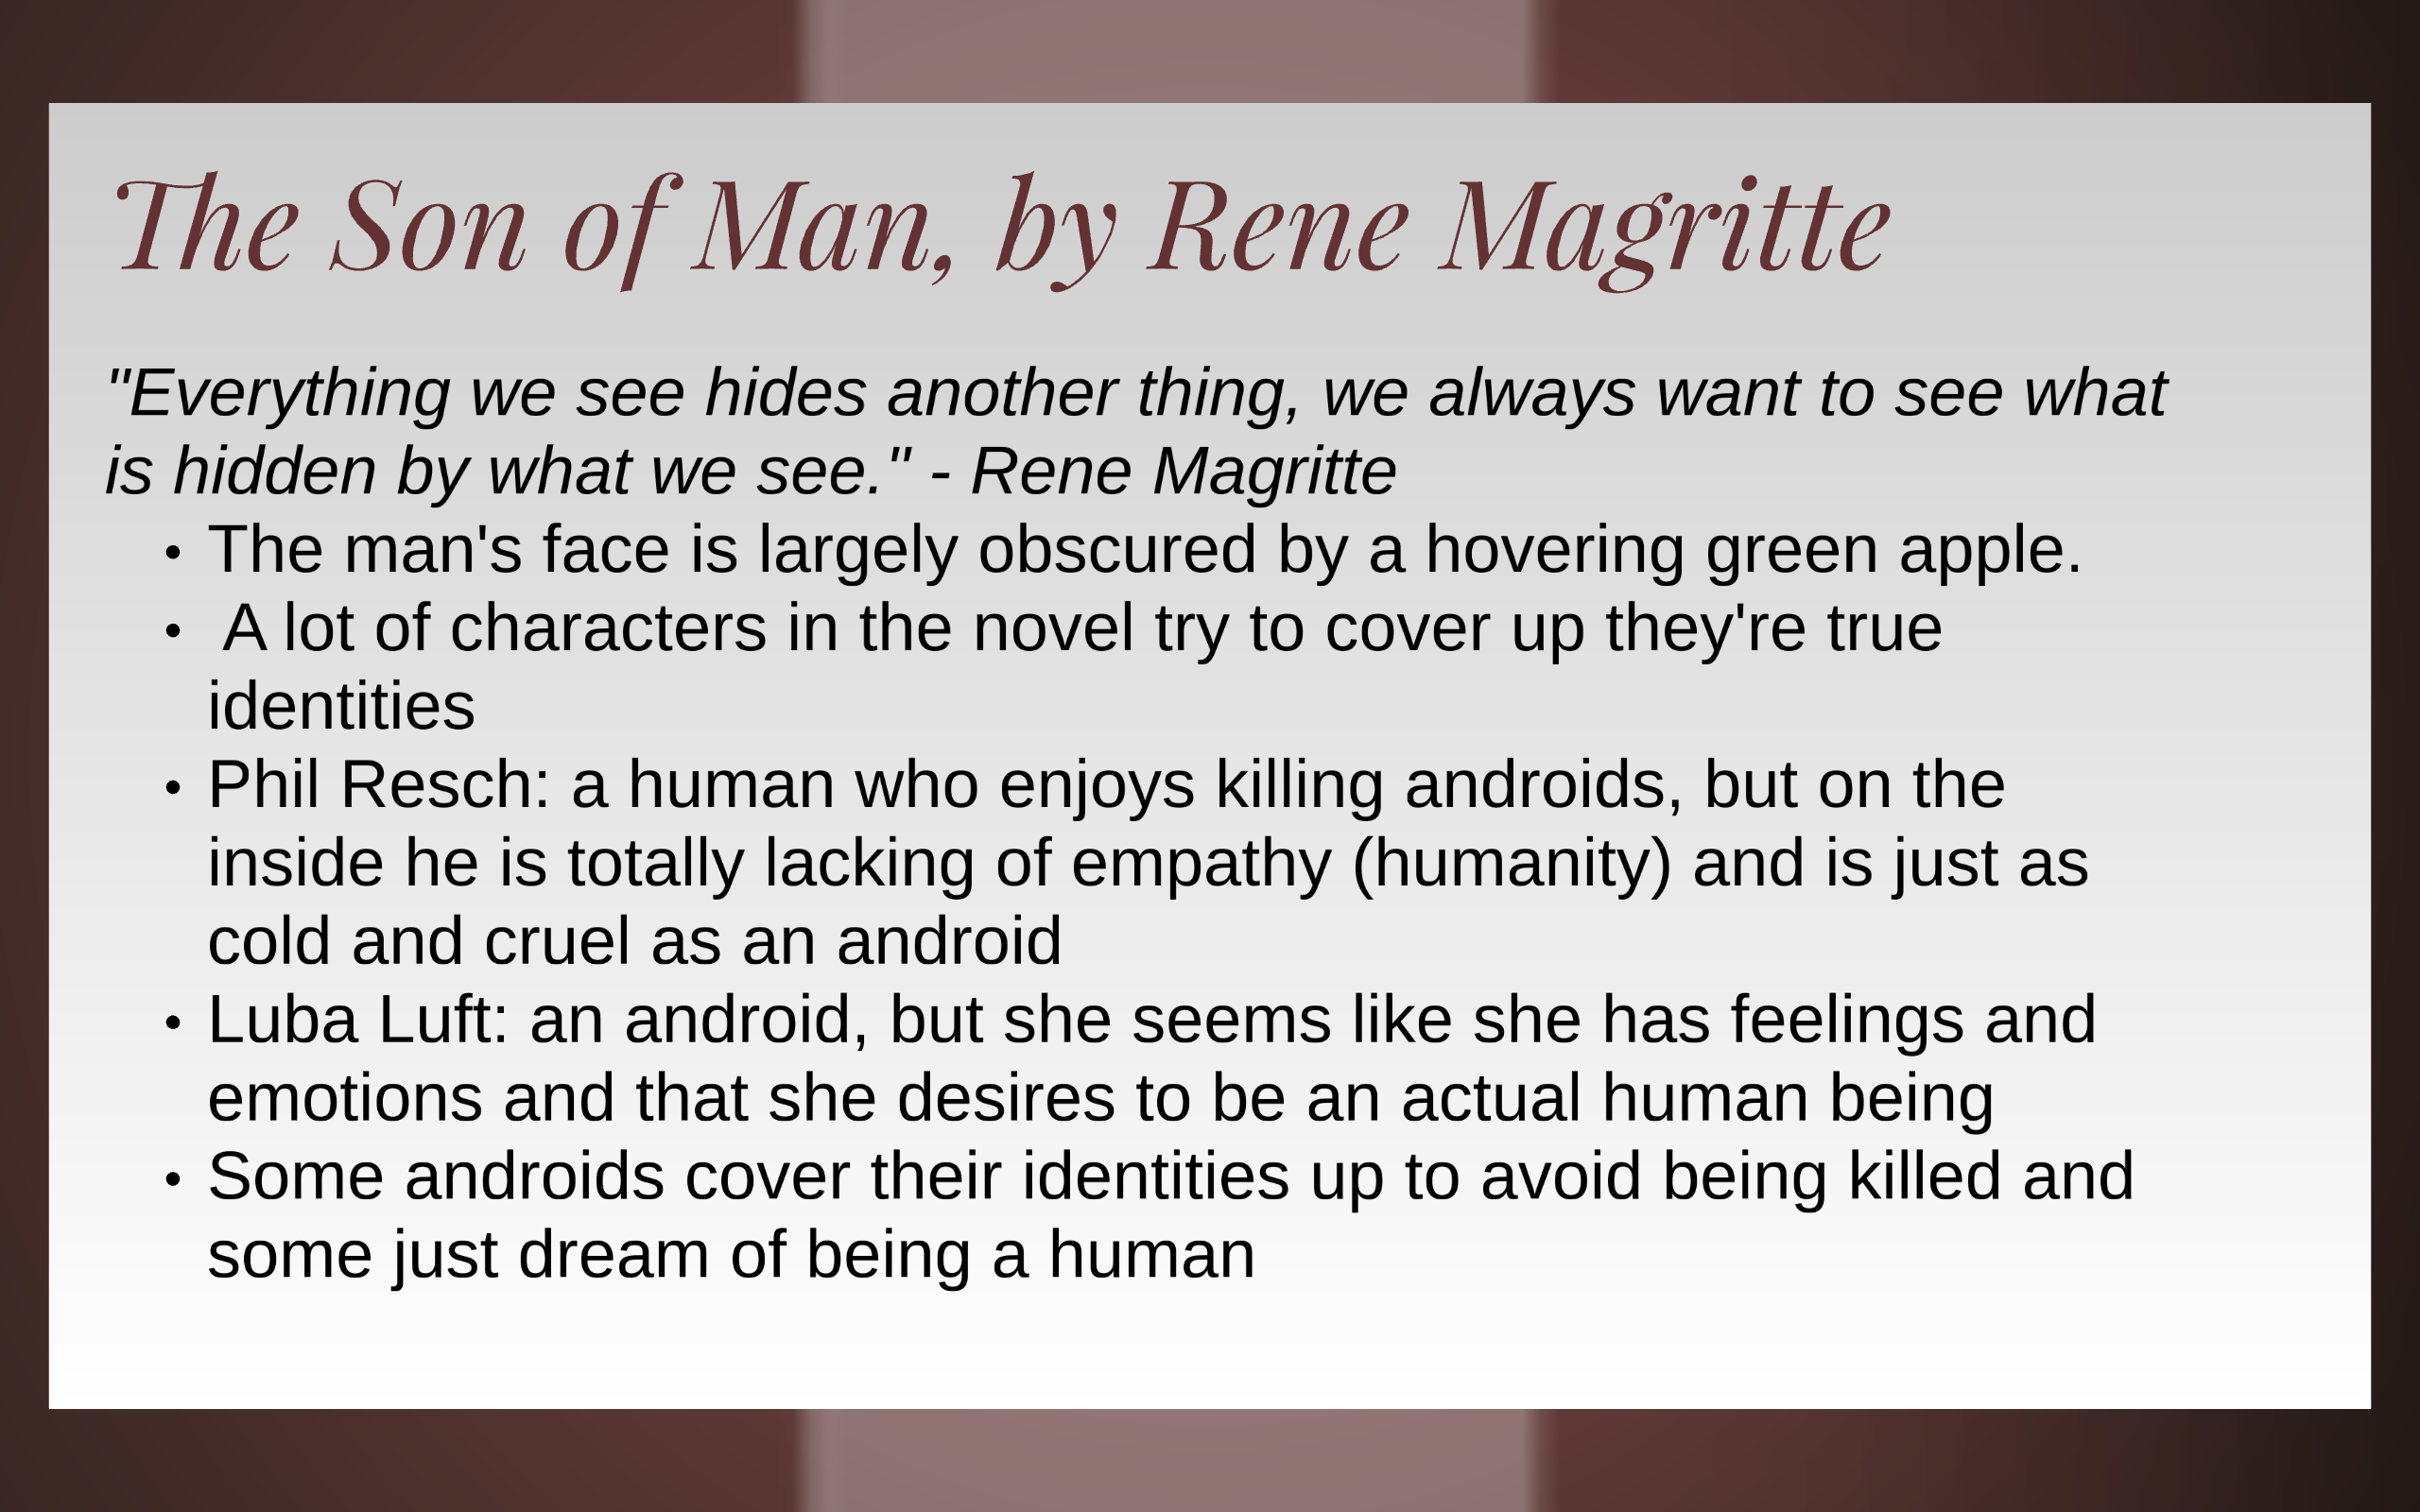 The Son of Man, by Rene Magritte
"Everything we see hides another thing, we always want to see what
is hidden by what we see." - Rene Magritte
• The man's face is largely obscured by a hovering green apple.
• A lot of characters in the novel try to cover up they're true
identities
• Phil Resch: a human who enjoys killing androids, but on the
inside he is totally lacking of empathy (humanity) and is just as
cold and cruel as an android
• Luba Luft: an android, but she seems like she has feelings and
emotions and that she desires to be an actual human being
• Some androids cover their identities up to avoid being killed and
some just dream of being a human